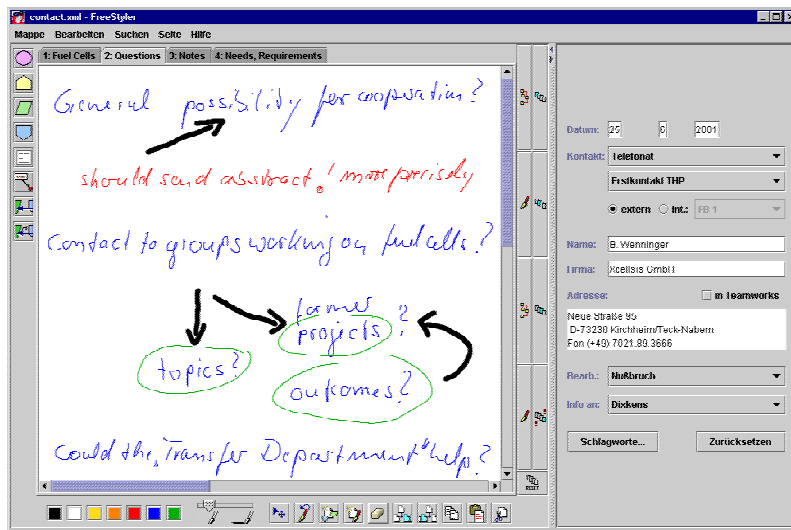 contact.xml - FreeStyler
Mappe Bearbeiten Suchen Seite Hilfe
1: Fuel Cells 2: Questions 3: Notes 4: Needs, Requirements
General possibility for cooperation?
should send abstract! more precisely
Contact to groups working on fuel cells?
former
projects?
topics?
outcomes?
Could the „Transfer Department" help?
Datum: 25 6 2001
Kontakt: Telefonat
Erstkontakt THP
extern Int.: FB 1
Name: B. Wenninger
Firma: Xcellsis GmbH
Adresse: in Teamworks
Neue Straße 95
D-73230 Kirchheim/Teck-Nabern
Fon (+49) 7021.89.3666
Bearb.: Nußbruch
Info an: Dixkens
Schlagworte... Zurücksetzen